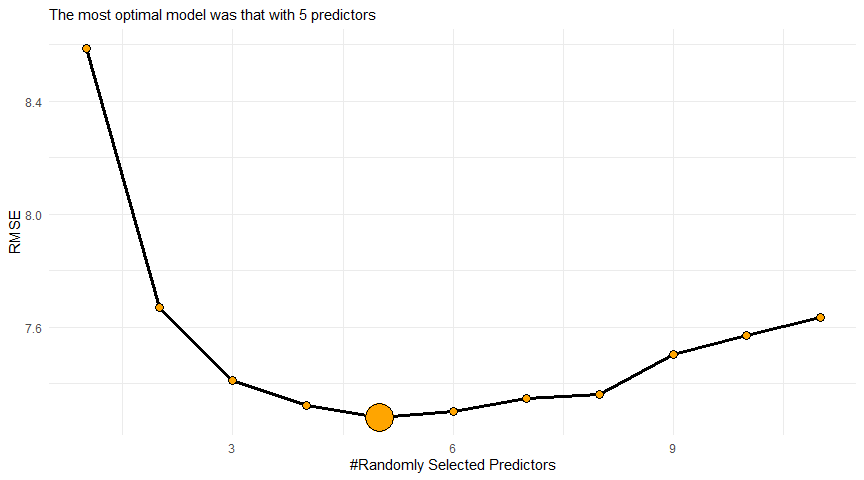 The most optimal model was that with 5 predictors
8.4
8.0
7.6
RMSE
3
6
9
#Randomly Selected Predictors